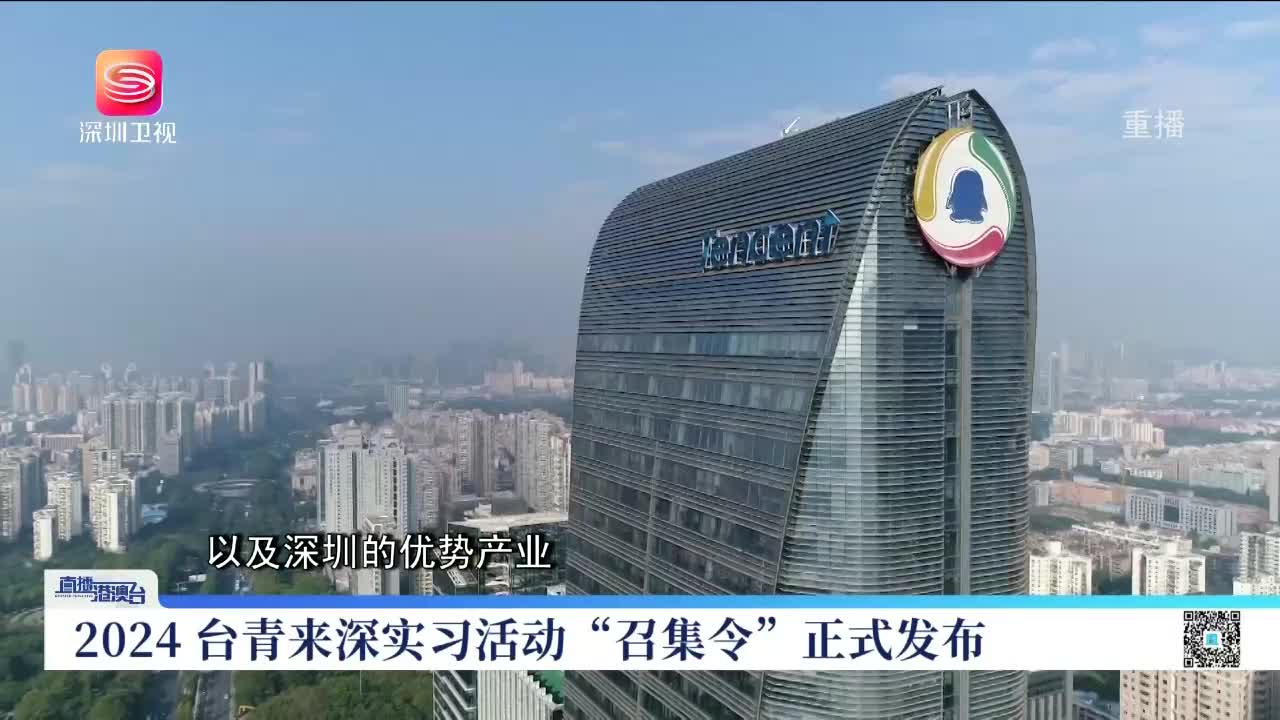 深圳卫视
重播
Tencent
以及深圳的优势产业
直播港澳台
2024 台青来深实习活动“召集令”正式发布